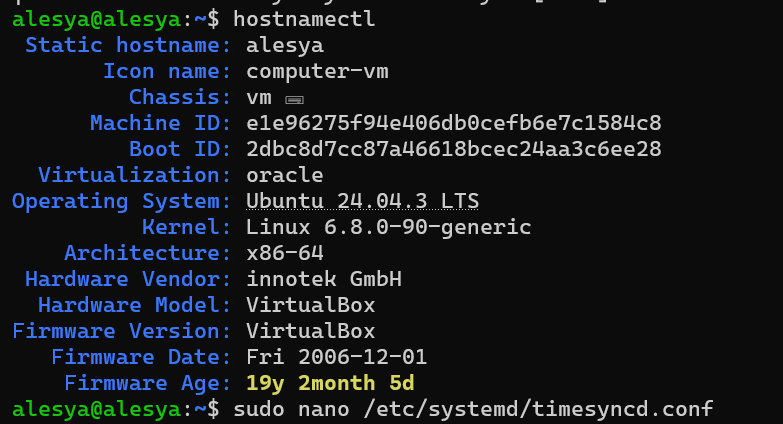 alesya@alesya:~$ hostnamectl
Static hostname: alesya
Icon name: computer-vm
Chassis: vm 🖴
Machine ID: e1e96275f94e406db0cefb6e7c1584c8
Boot ID: 2dbc8d7cc87a46618bcec24aa3c6ee28
Virtualization: oracle
Operating System: Ubuntu 24.04.3 LTS
Kernel: Linux 6.8.0-90-generic
Architecture: x86-64
Hardware Vendor: innotek GmbH
Hardware Model: VirtualBox
Firmware Version: VirtualBox
Firmware Date: Fri 2006-12-01
Firmware Age: 19y 2month 5d
alesya@alesya:~$ sudo nano /etc/systemd/timesyncd.conf